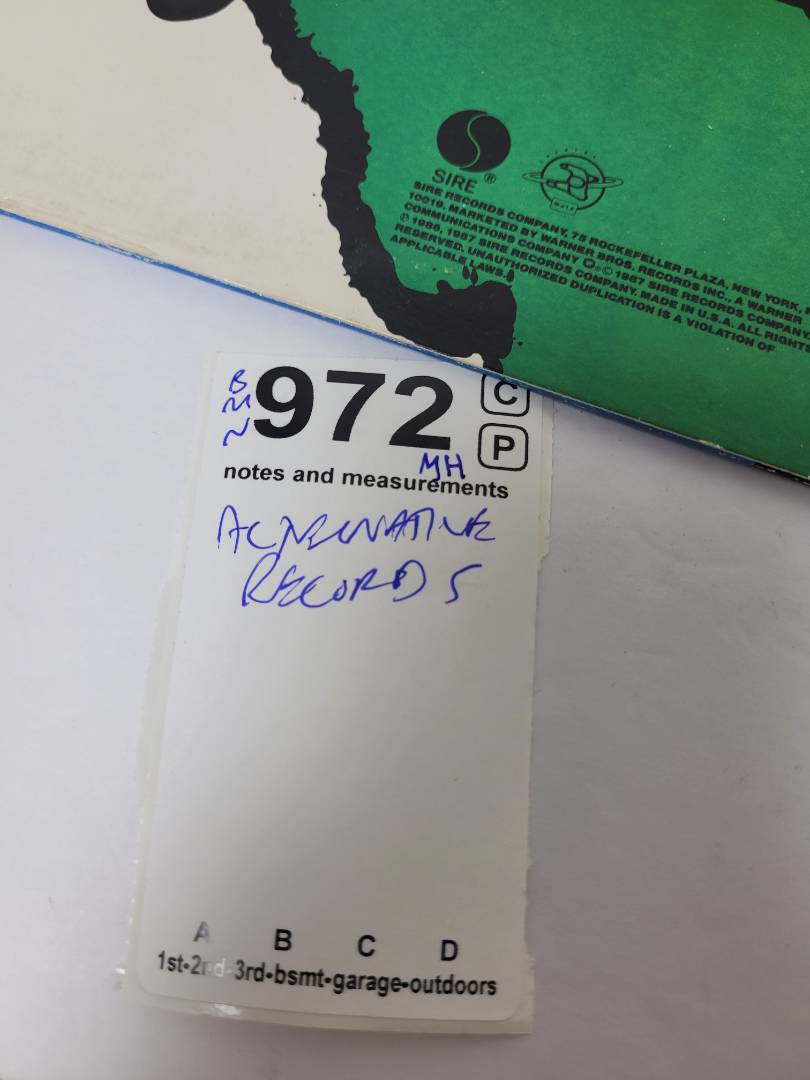 SIRE ®
SIRE RECORDS COMPANY, 75 ROCKEFELLER PLAZA, NEW YORK,
10019. MARKETED BY WARNER BROS. RECORDS INC., A WARNER
COMMUNICATIONS COMPANY ℗©1987 SIRE RECORDS COMPANY.
℗ 1986, 1987 SIRE RECORDS COMPANY. MADE IN U.S.A. ALL RIGHTS
RESERVED. UNAUTHORIZED DUPLICATION IS A VIOLATION OF
APPLICABLE LAWS.
B
M
N
972
C
P
MH
notes and measurements
ALTERNATIVE
RECORDS
A B C D
1st-2nd-3rd-bsmt-garage-outdoors